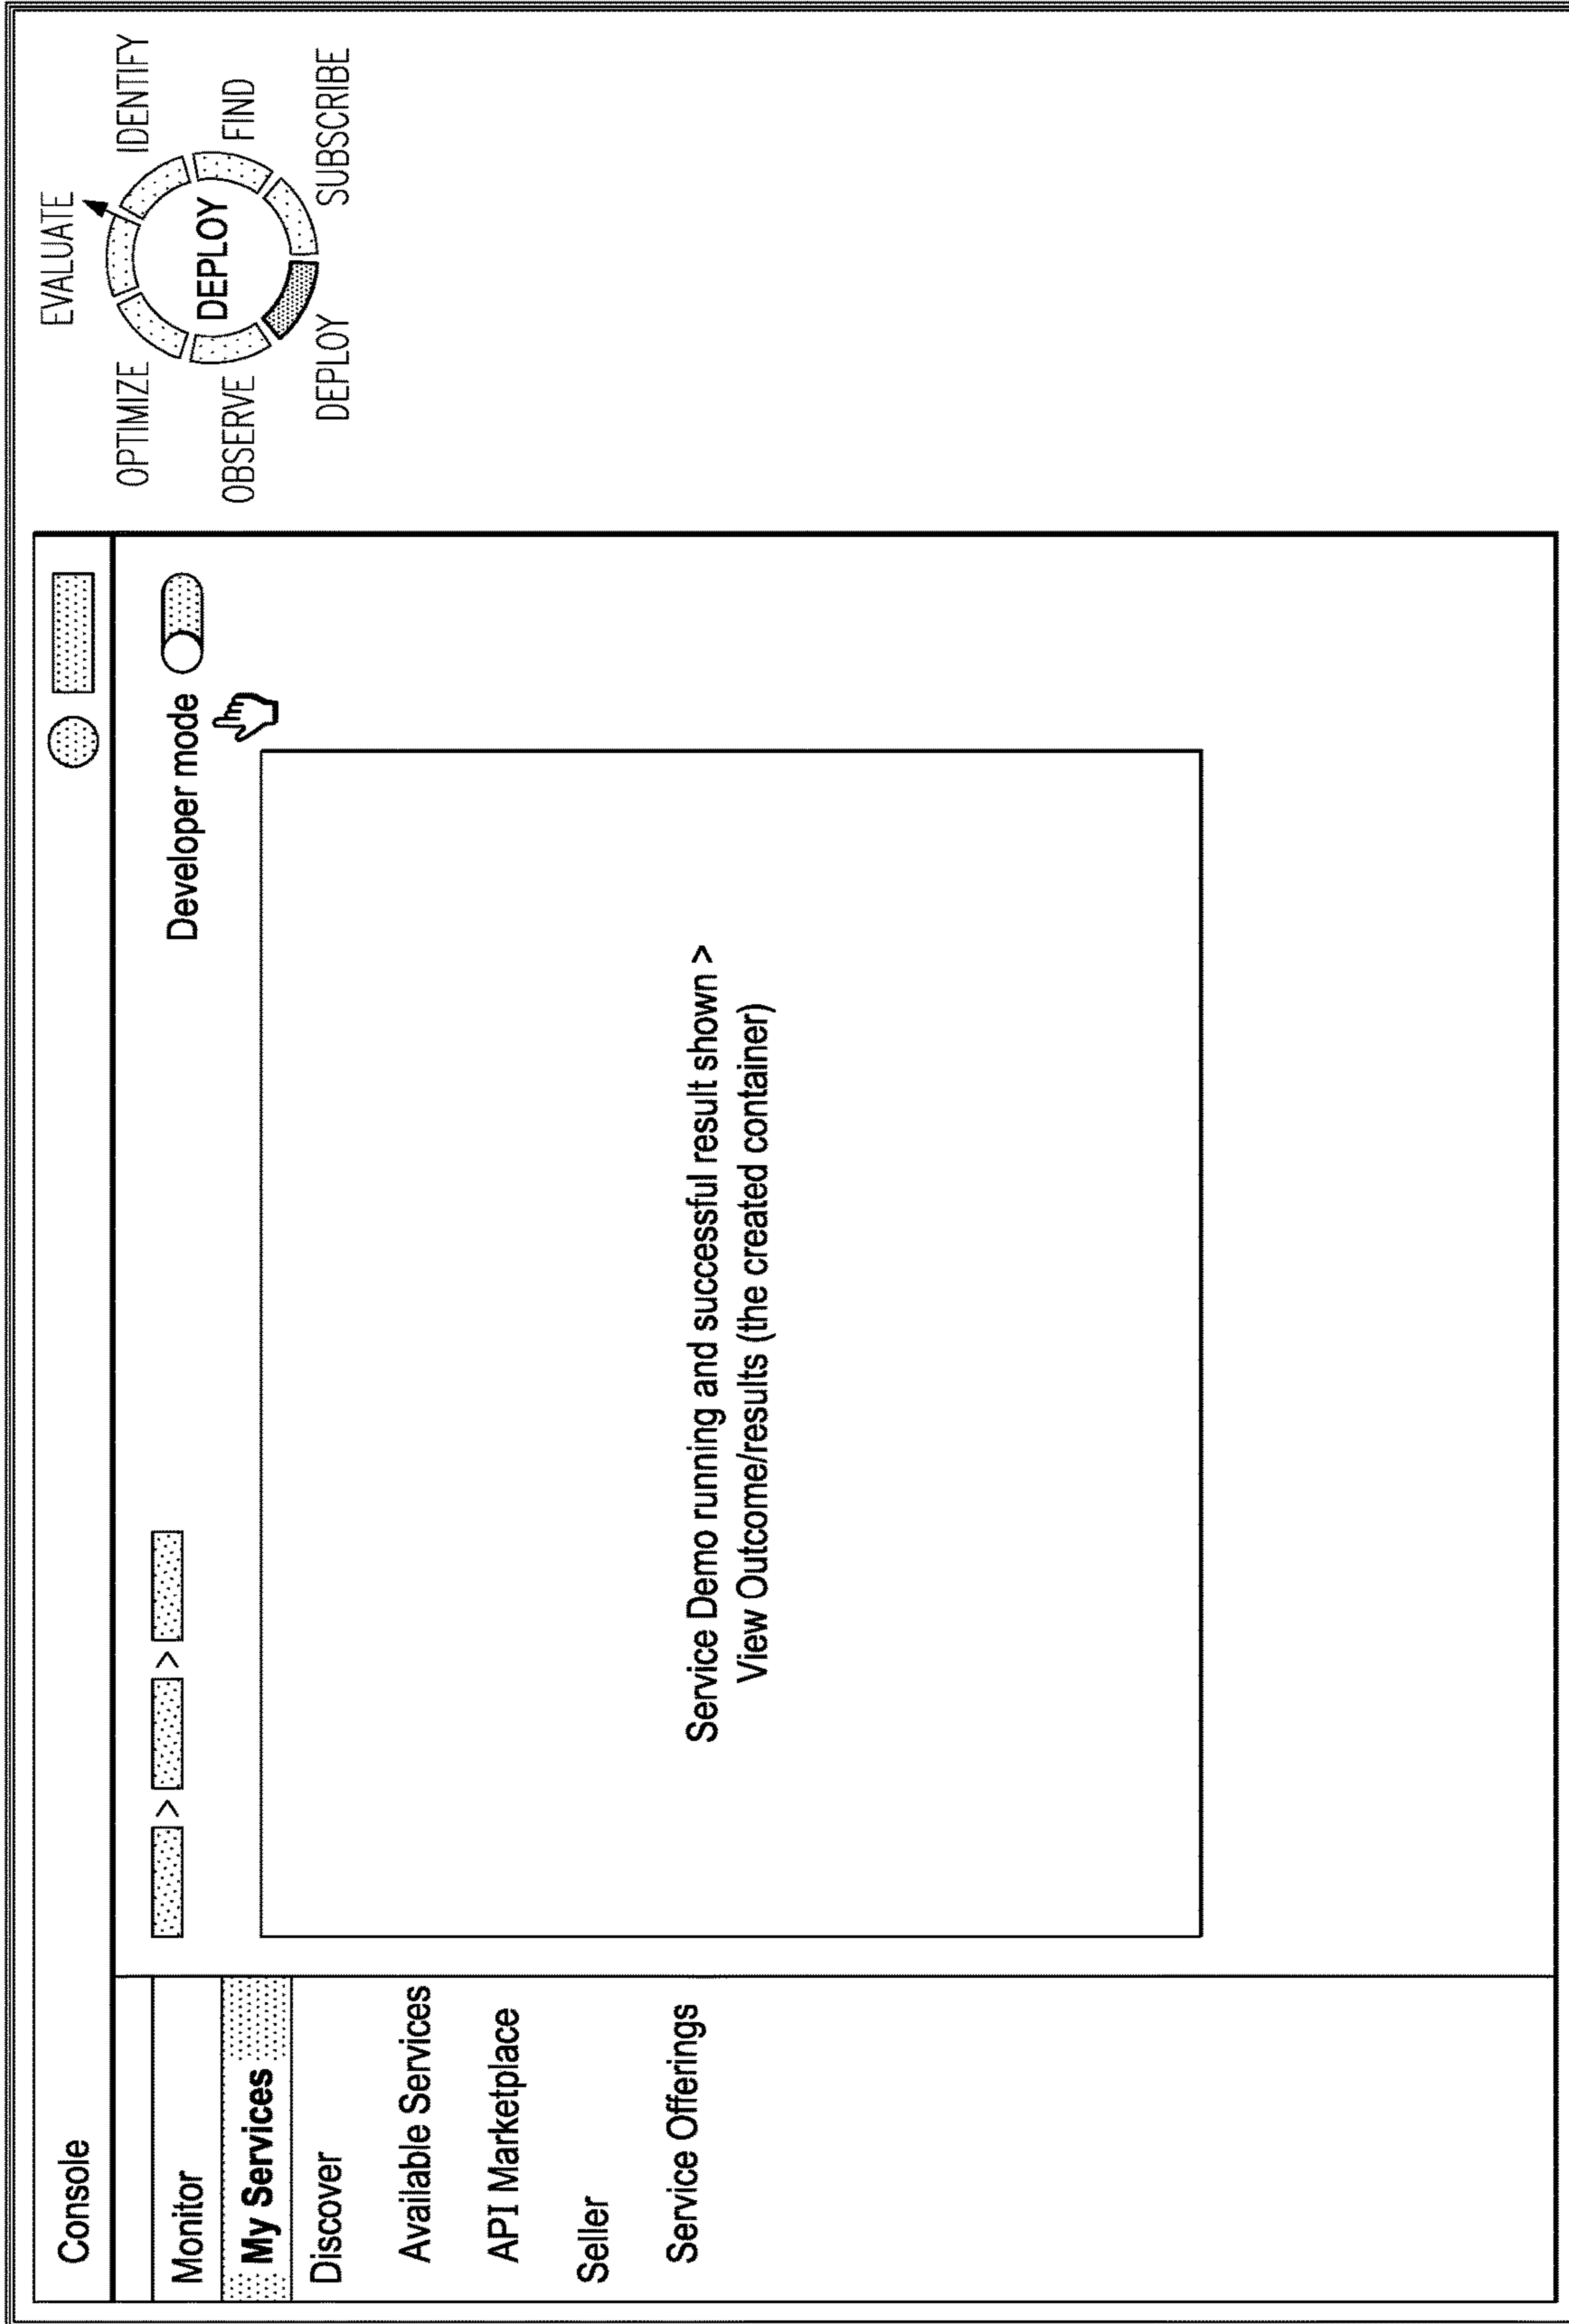 Console
Monitor
My Services
Discover
Available Services
API Marketplace
Seller
Service Offerings
> >
Developer mode
Service Demo running and successful result shown >
View Outcome/results (the created container)
EVALUATE
OPTIMIZE
IDENTIFY
OBSERVE
DEPLOY
FIND
DEPLOY
SUBSCRIBE